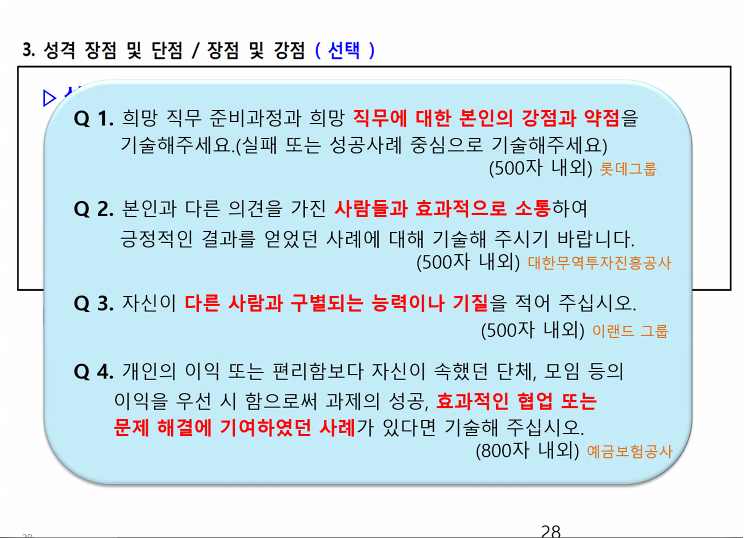 3. 성격 장점 및 단점 / 장점 및 강점 ( 선택 )
▷
Q 1. 희망 직무 준비과정과 희망 직무에 대한 본인의 강점과 약점을
기술해주세요.(실패 또는 성공사례 중심으로 기술해주세요)
(500자 내외) 롯데그룹
Q 2. 본인과 다른 의견을 가진 사람들과 효과적으로 소통하여
긍정적인 결과를 얻었던 사례에 대해 기술해 주시기 바랍니다.
(500자 내외) 대한무역투자진흥공사
Q 3. 자신이 다른 사람과 구별되는 능력이나 기질을 적어 주십시오.
(500자 내외) 이랜드 그룹
Q 4. 개인의 이익 또는 편리함보다 자신이 속했던 단체, 모임 등의
이익을 우선 시 함으로써 과제의 성공, 효과적인 협업 또는
문제 해결에 기여하였던 사례가 있다면 기술해 주십시오.
(800자 내외) 예금보험공사
28